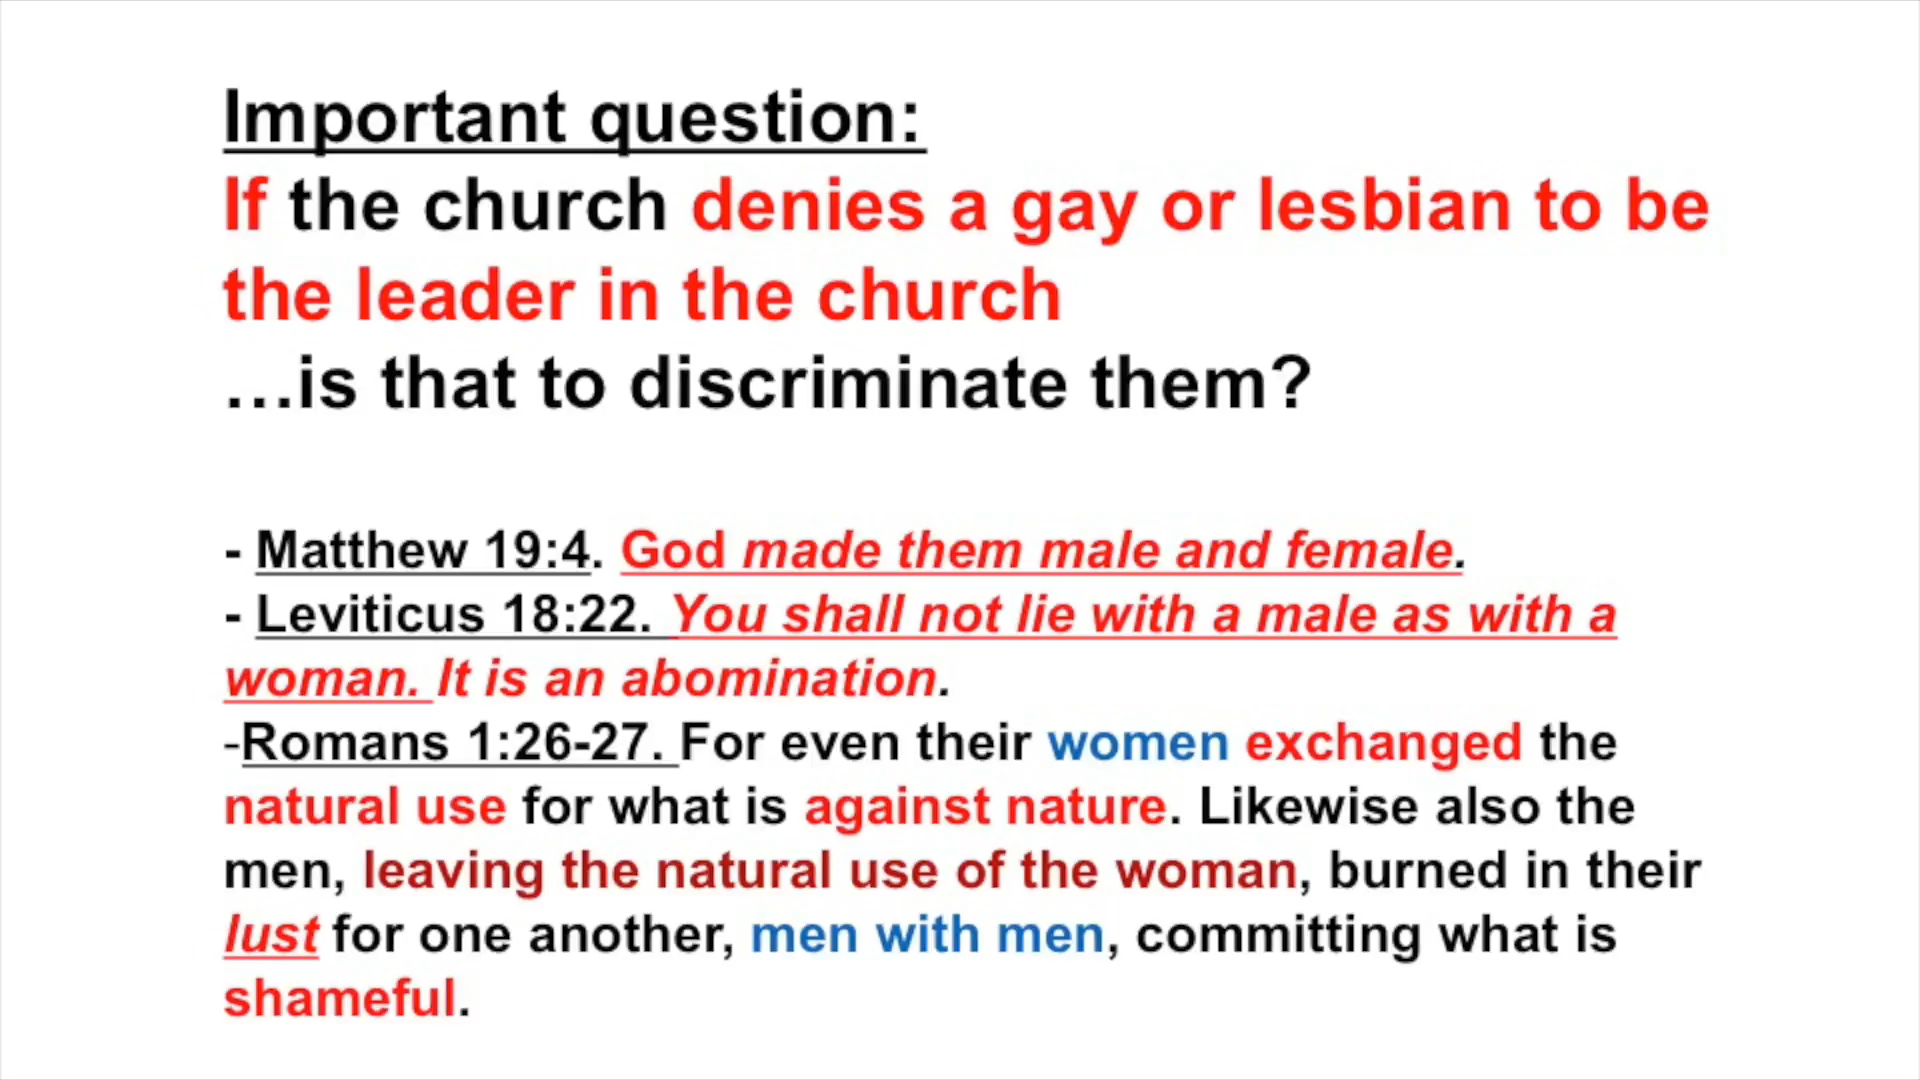 Important question:
If the church denies a gay or lesbian to be
the leader in the church
…is that to discriminate them?
- Matthew 19:4. God made them male and female.
- Leviticus 18:22. You shall not lie with a male as with a
woman. It is an abomination.
-Romans 1:26-27. For even their women exchanged the
natural use for what is against nature. Likewise also the
men, leaving the natural use of the woman, burned in their
lust for one another, men with men, committing what is
shameful.